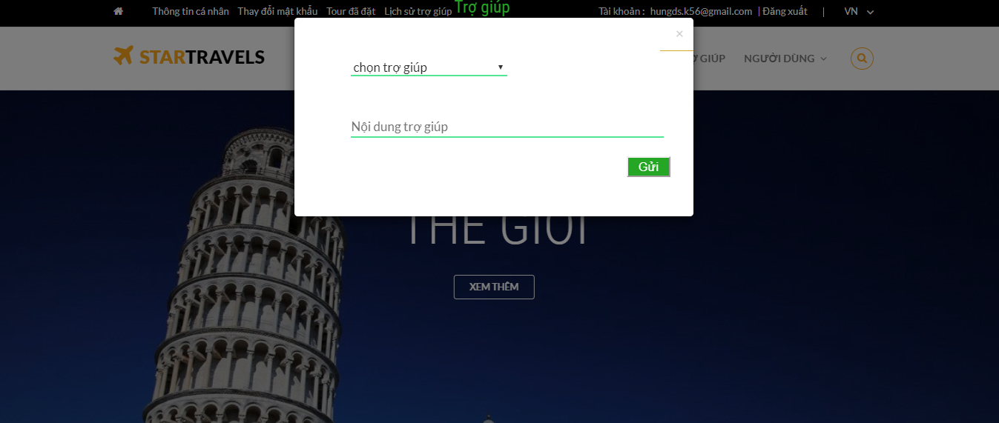 Thông tin cá nhân Thay đổi mật khẩu Tour đã đặt Lịch sử trợ giúp Trợ giúp Tài khoản : hungds.k56@gmail.com | Đăng xuất | VN
×
STARTRAVELS
GIÚP NGƯỜI DÙNG
chọn trợ giúp
Nội dung trợ giúp
Gửi
THẾ GIỚI
XEM THÊM